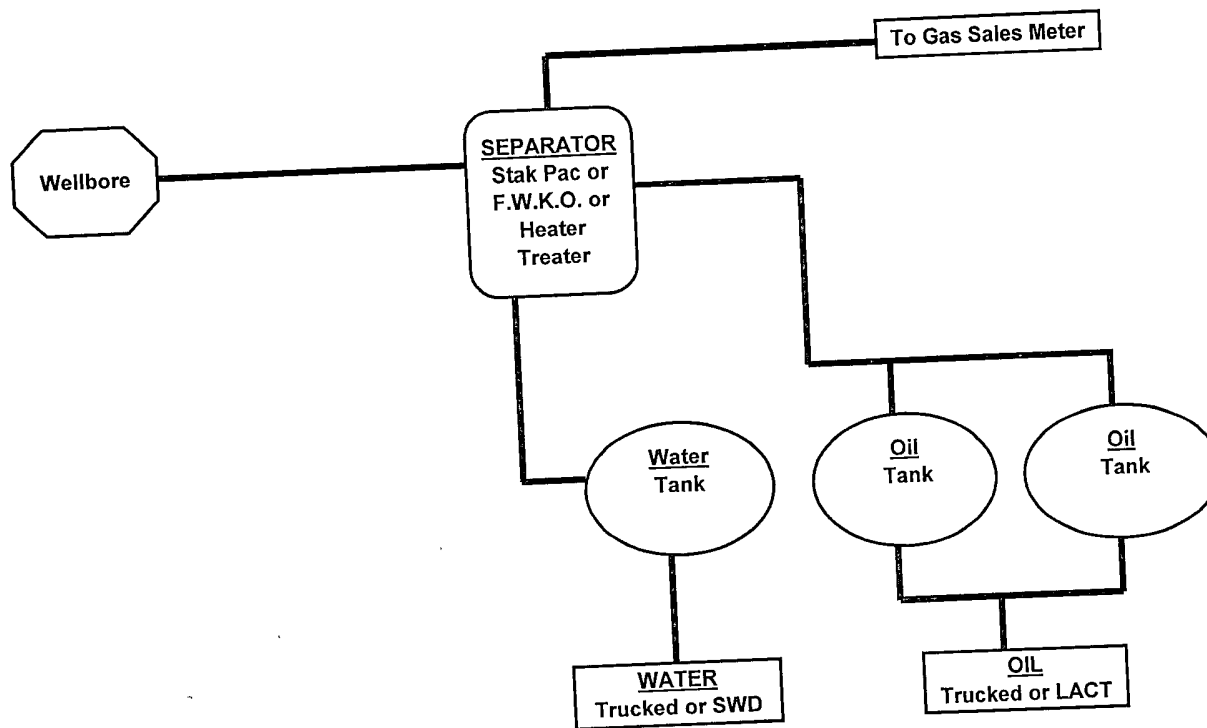 To Gas Sales Meter
Wellbore
SEPARATOR
Stak Pac or
F.W.K.O. or
Heater
Treater
Water
Tank
Oil
Tank
Oil
Tank
WATER
Trucked or SWD
OIL
Trucked or LACT